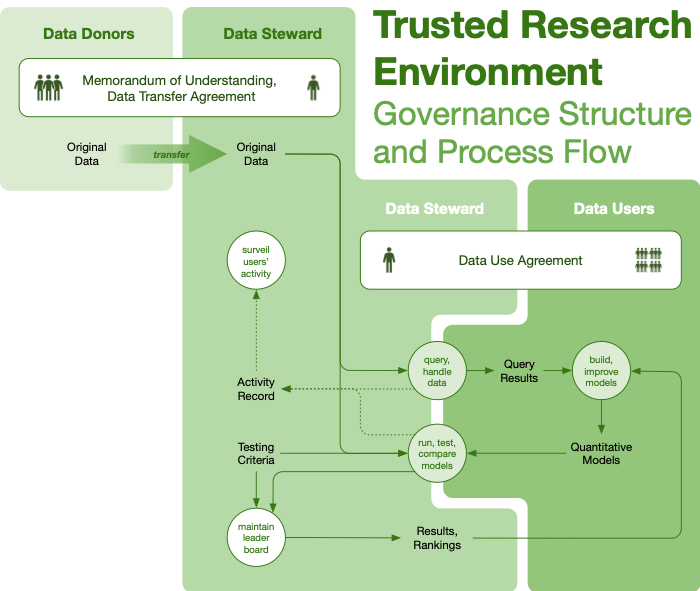 Trusted Research
Environment
Governance Structure
and Process Flow
Data Donors
Data Steward
Memorandum of Understanding,
Data Transfer Agreement
Original
Data
transfer
Original
Data
Data Steward
Data Users
Data Use Agreement
surveil
users'
activity
query,
handle
data
Query
Results
build,
improve
models
Activity
Record
Testing
Criteria
run, test,
compare
models
Quantitative
Models
maintain
leader
board
Results,
Rankings